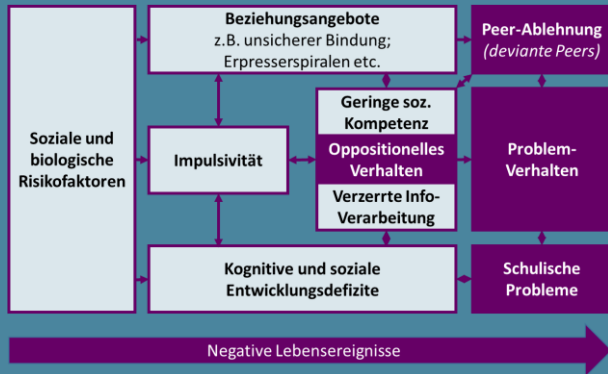 Beziehungsangebote
z.B. unsicherer Bindung;
Erpresserspiralen etc.
Peer-Ablehnung
(deviante Peers)
Soziale und
biologische
Risikofaktoren
Impulsivität
Geringe soz.
Kompetenz
Oppositionelles
Verhalten
Verzerrte Info-
Verarbeitung
Problem-
Verhalten
Kognitive und soziale
Entwicklungsdefizite
Schulische
Probleme
Negative Lebensereignisse